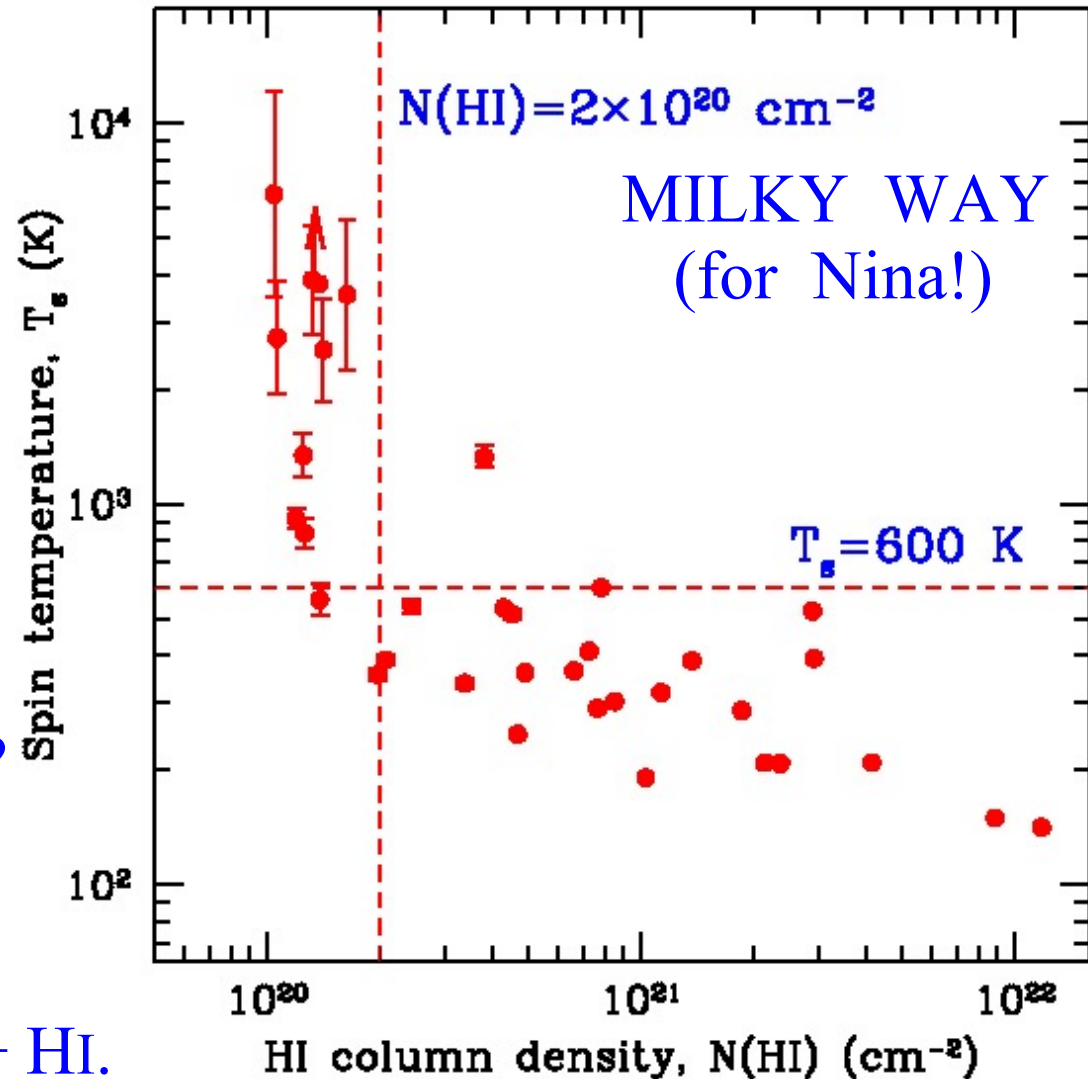 10⁴
N(HI)=2×10²⁰ cm⁻²
MILKY WAY
(for Nina!)
Spin temperature, Tₛ (K)
10³
Tₛ=600 K
10²
10²⁰ 10²¹ 10²²
HI.
HI column density, N(HI) (cm⁻²)